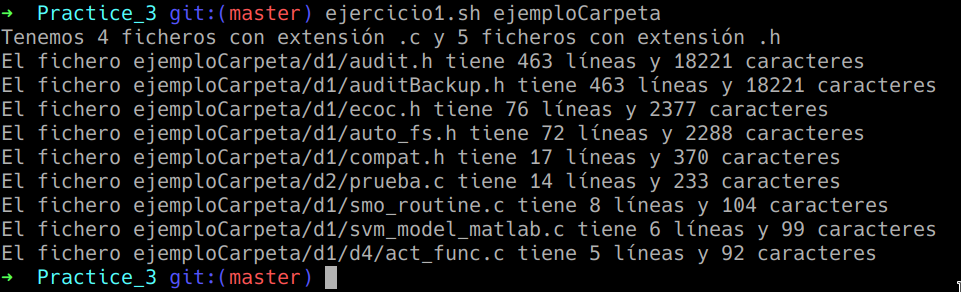 ➜  Practice_3 git:(master) ejercicio1.sh ejemploCarpeta
Tenemos 4 ficheros con extensión .c y 5 ficheros con extensión .h
El fichero ejemploCarpeta/d1/audit.h tiene 463 líneas y 18221 caracteres
El fichero ejemploCarpeta/d1/auditBackup.h tiene 463 líneas y 18221 caracteres
El fichero ejemploCarpeta/d1/ecoc.h tiene 76 líneas y 2377 caracteres
El fichero ejemploCarpeta/d1/auto_fs.h tiene 72 líneas y 2288 caracteres
El fichero ejemploCarpeta/d1/compat.h tiene 17 líneas y 370 caracteres
El fichero ejemploCarpeta/d2/prueba.c tiene 14 líneas y 233 caracteres
El fichero ejemploCarpeta/d1/smo_routine.c tiene 8 líneas y 104 caracteres
El fichero ejemploCarpeta/d1/svm_model_matlab.c tiene 6 líneas y 99 caracteres
El fichero ejemploCarpeta/d1/d4/act_func.c tiene 5 líneas y 92 caracteres
➜  Practice_3 git:(master)